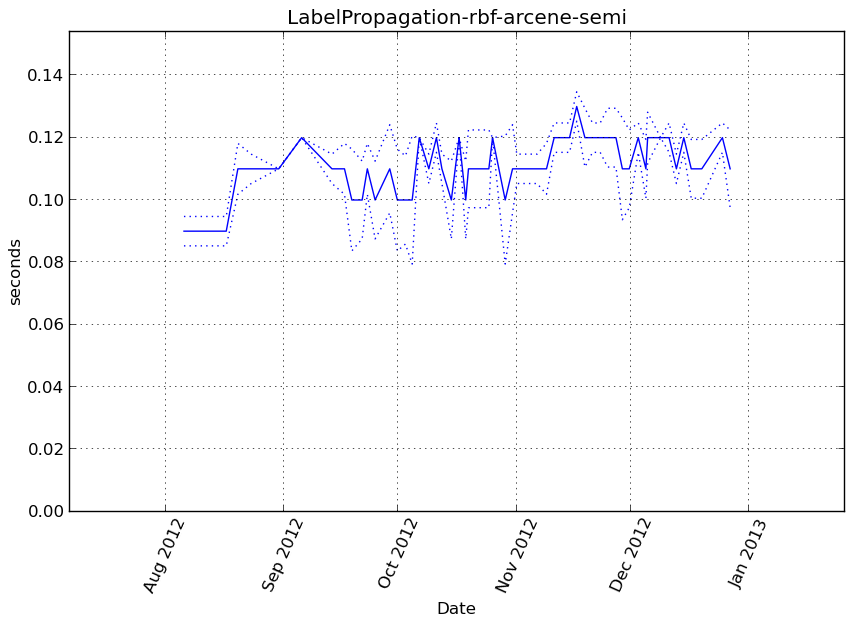 LabelPropagation-rbf-arcene-semi
0.14
0.12
0.10
0.08
0.06
0.04
0.02
0.00
seconds
Aug 2012
Sep 2012
Oct 2012
Nov 2012
Dec 2012
Jan 2013
Date